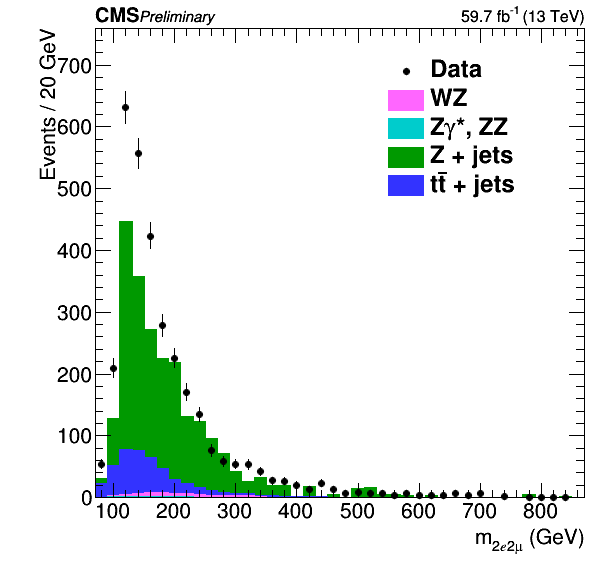 CMS Preliminary 59.7 fb⁻¹ (13 TeV)
Events / 20 GeV
700
600
500
400
300
200
100
0
Data
WZ
Zγ*, ZZ
Z + jets
tt̄ + jets
100 200 300 400 500 600 700 800
m₂ₑ₂μ (GeV)